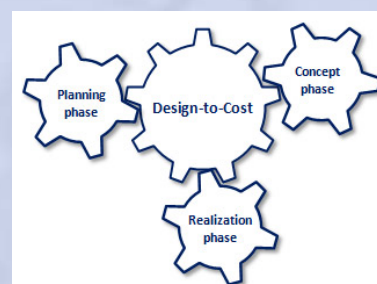 Planning
phase
Design-to-Cost
Concept
phase
Realization
phase